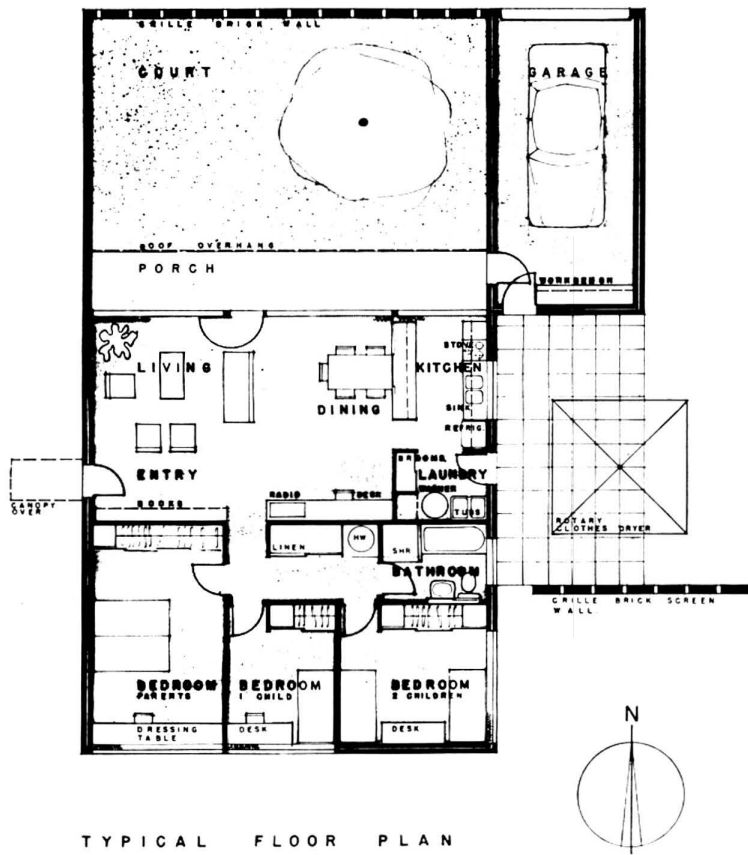 GRILLE BRICK WALL
COURT
GARAGE
ROOF OVERHANG
PORCH
WORKBENCH
STOVE
LIVING
KITCHEN
DINING
SINK
REFRIG.
BROOMS
ENTRY
LAUNDRY
WASHER
CANOPY
OVER
BOOKS
RADIO
DESK
TUBS
ROTARY
CLOTHES DRYER
LINEN
HW
SHR
BATHROOM
GRILLE BRICK SCREEN
WALL
BEDROOM
PARENTS
BEDROOM
1 CHILD
BEDROOM
2 CHILDREN
DRESSING
TABLE
DESK
DESK
N
TYPICAL FLOOR PLAN